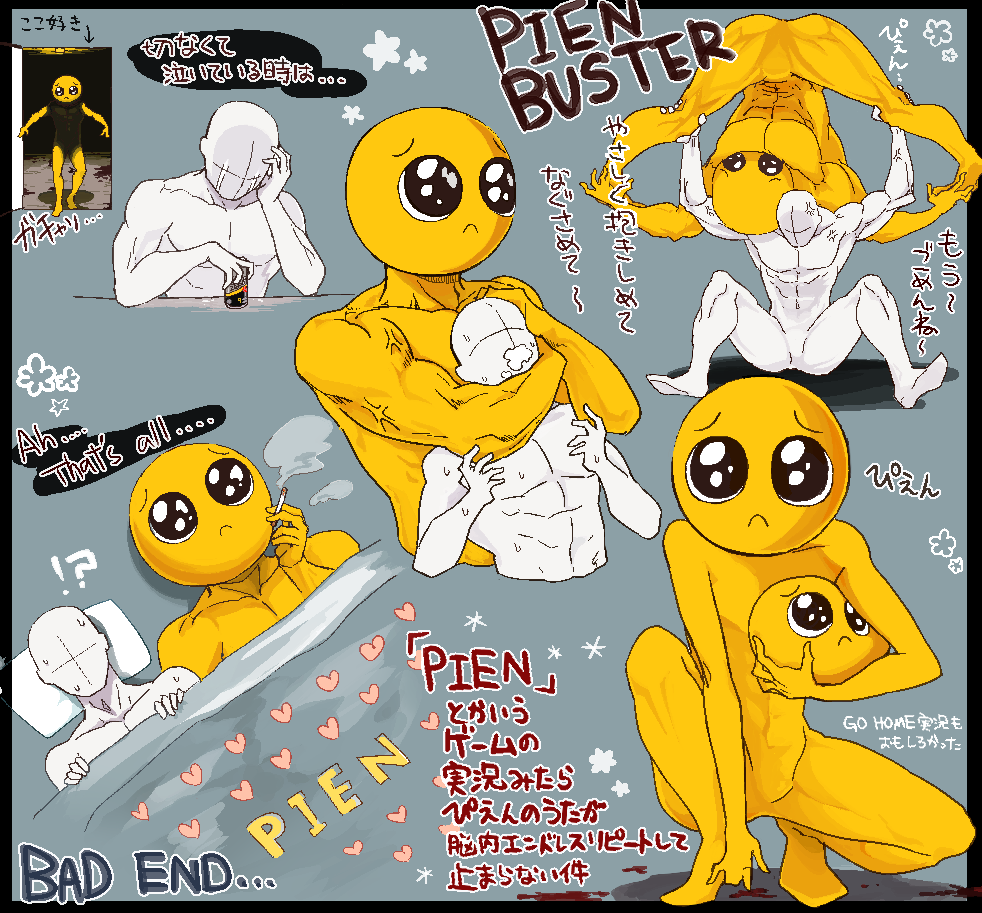 ここ好き↓
ガチャッ…
切なくて
泣いている時は…
PIEN
BUSTER
ぴえん…
やさしく抱きしめて
なぐさめて〜
もう〜
ごめんね〜
Ah....
That's all....
!?
ぴえん
「PIEN」
とかいう
ゲームの
実況みたら
ぴえんのうたが
脳内エンドレスリピートして
止まらない件
GO HOME実況も
おもしろかった
PIEN
BAD END...